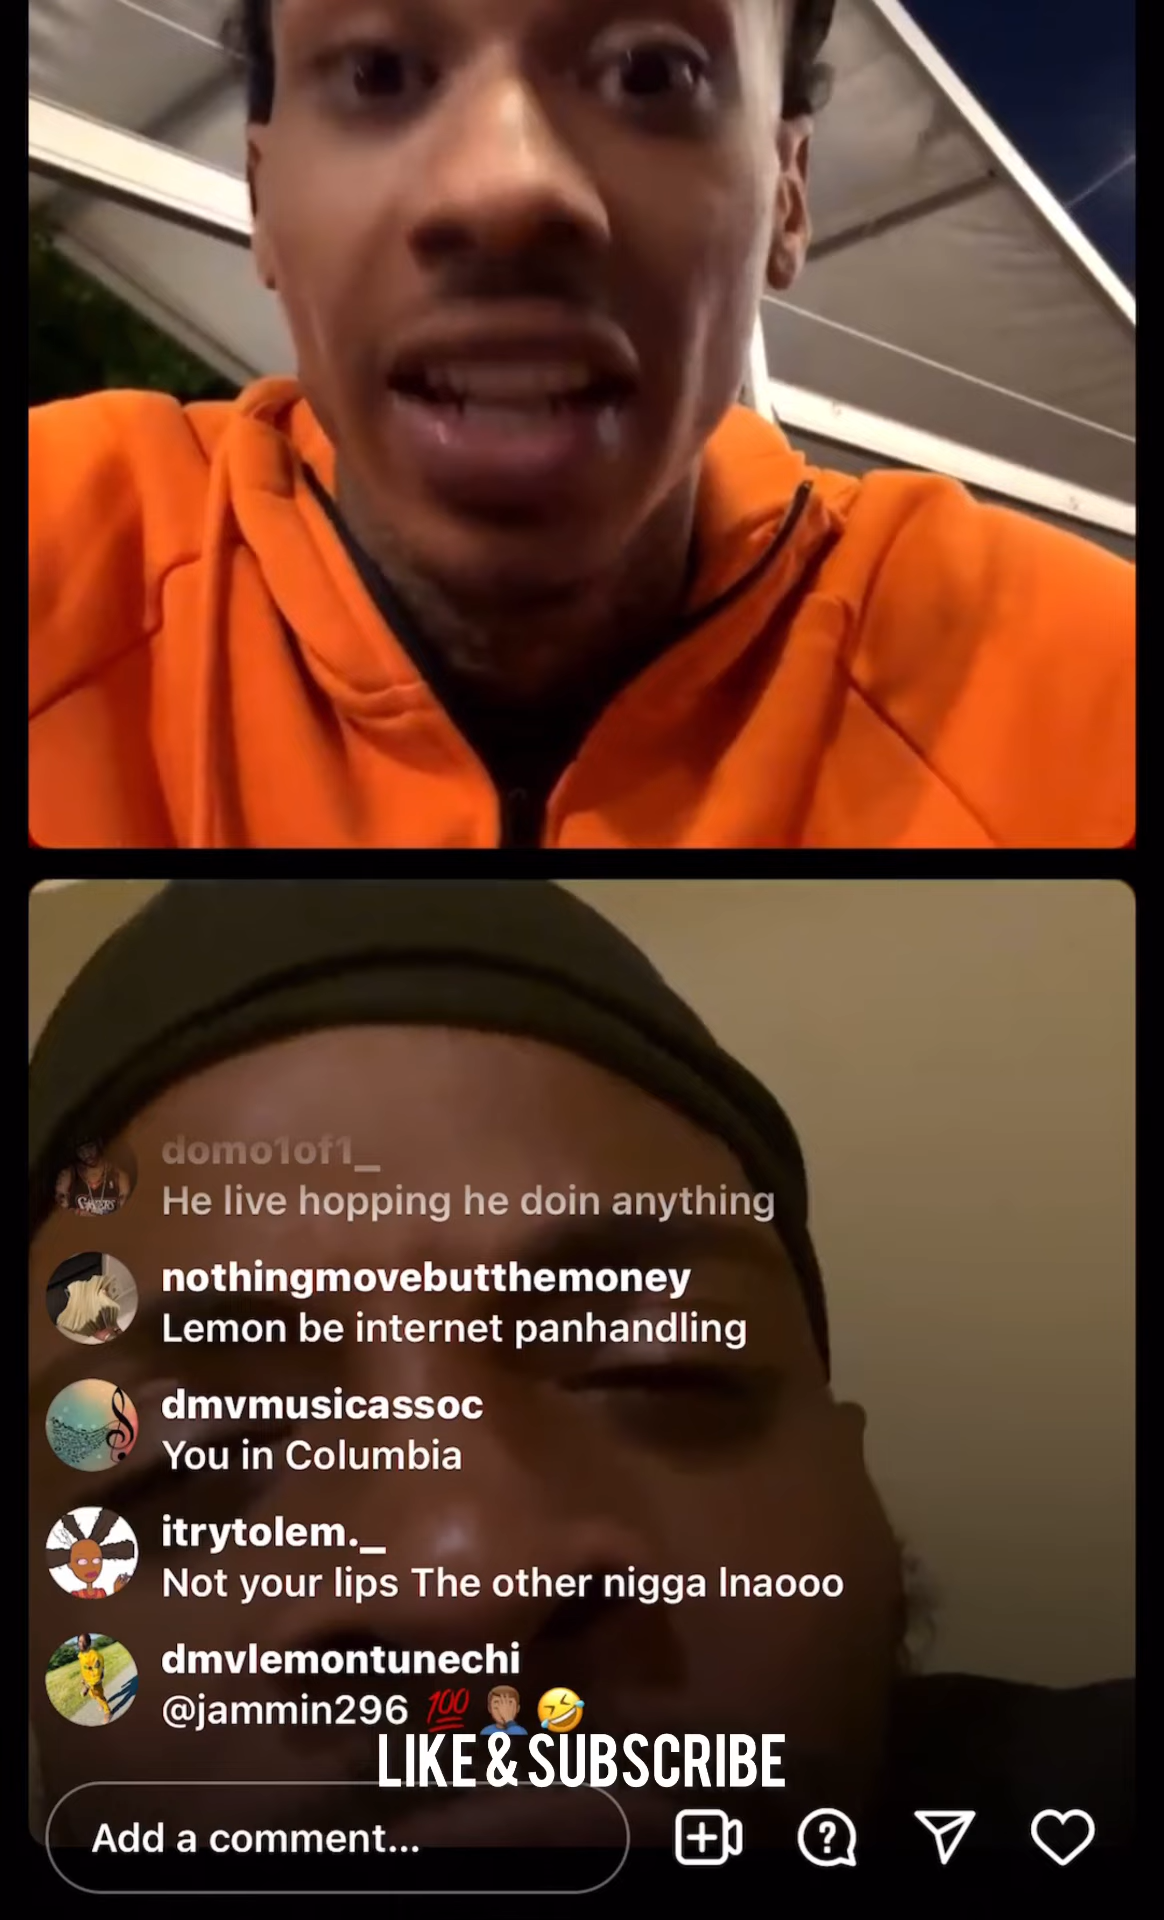 domo1of1_
He live hopping he doin anything
nothingmovebutthemoney
Lemon be internet panhandling
dmvmusicassoc
You in Columbia
itrytolem._
Not your lips The other nigga lnaooo
dmvlemontunechi
@jammin296 💯🤦🏽‍♂️🤣
LIKE & SUBSCRIBE
Add a comment...